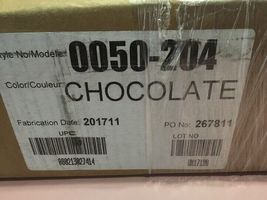 Style No/Modele: 0050-204
Color/Couleur: CHOCOLATE
Fabrication Date: 201711 PO No: 267811
UPC LOT NO